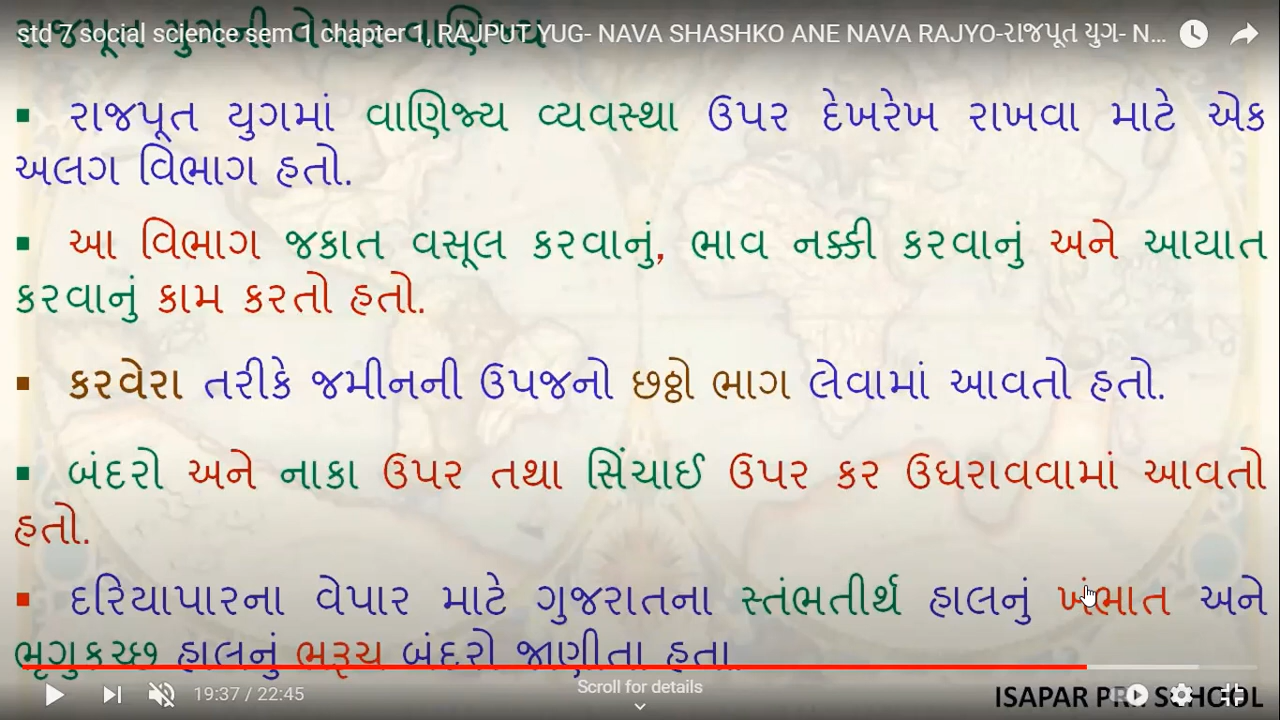 રાજપૂત યુગની વેપાર વાણિજ્ય
std 7 social science sem 1 chapter 1, RAJPUT YUG- NAVA SHASHKO ANE NAVA RAJYO-રાજપૂત યુગ- N...
▪ રાજપૂત યુગમાં વાણિજ્ય વ્યવસ્થા ઉપર દેખરેખ રાખવા માટે એક
અલગ વિભાગ હતો.
▪ આ વિભાગ જકાત વસૂલ કરવાનું, ભાવ નક્કી કરવાનું અને આયાત
કરવાનું કામ કરતો હતો.
▪ કરવેરા તરીકે જમીનની ઉપજનો છઠ્ઠો ભાગ લેવામાં આવતો હતો.
▪ બંદરો અને નાકા ઉપર તથા સિંચાઈ ઉપર કર ઉઘરાવવામાં આવતો
હતો.
▪ દરિયાપારના વેપાર માટે ગુજરાતના સ્તંભતીર્થ હાલનું ખંભાત અને
ભૃગુકચ્છ હાલનું ભરૂચ બંદરો જાણીતા હતા.
19:37 / 22:45
Scroll for details
ISAPAR PRI SCHOOL